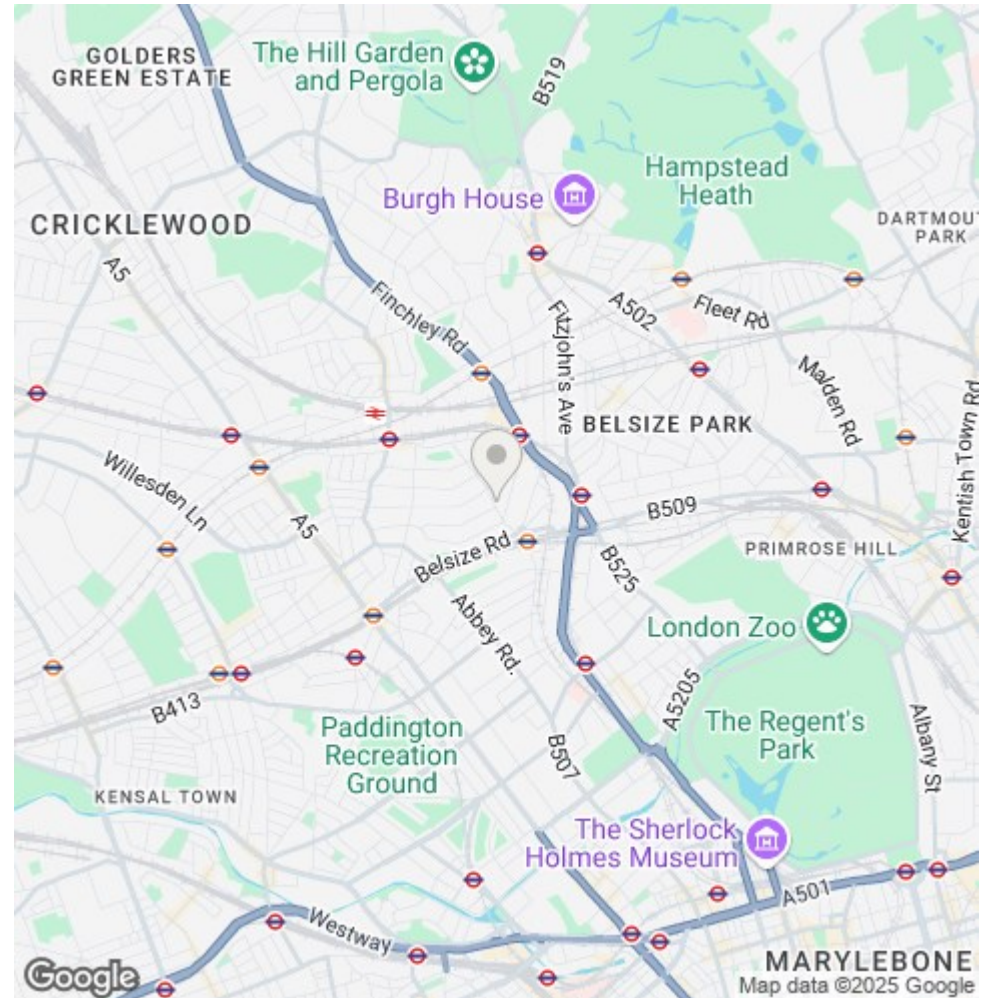 GOLDERS
GREEN ESTATE
The Hill Garden
and Pergola
B519
Hampstead
Heath
Burgh House
DARTMOU
PARK
CRICKLEWOOD
A5
Finchley Rd
Fitzjohn's Ave
A502
Fleet Rd
Malden Rd
Kentish Town Rd
BELSIZE PARK
Willesden Ln
A5
B509
Belsize Rd
B525
PRIMROSE HILL
Abbey Rd.
London Zoo
A5205
B413
Paddington
Recreation
Ground
B507
The Regent's
Park
Albany St
KENSAL TOWN
The Sherlock
Holmes Museum
A501
Westway
MARYLEBONE
Google
Map data ©2025 Google